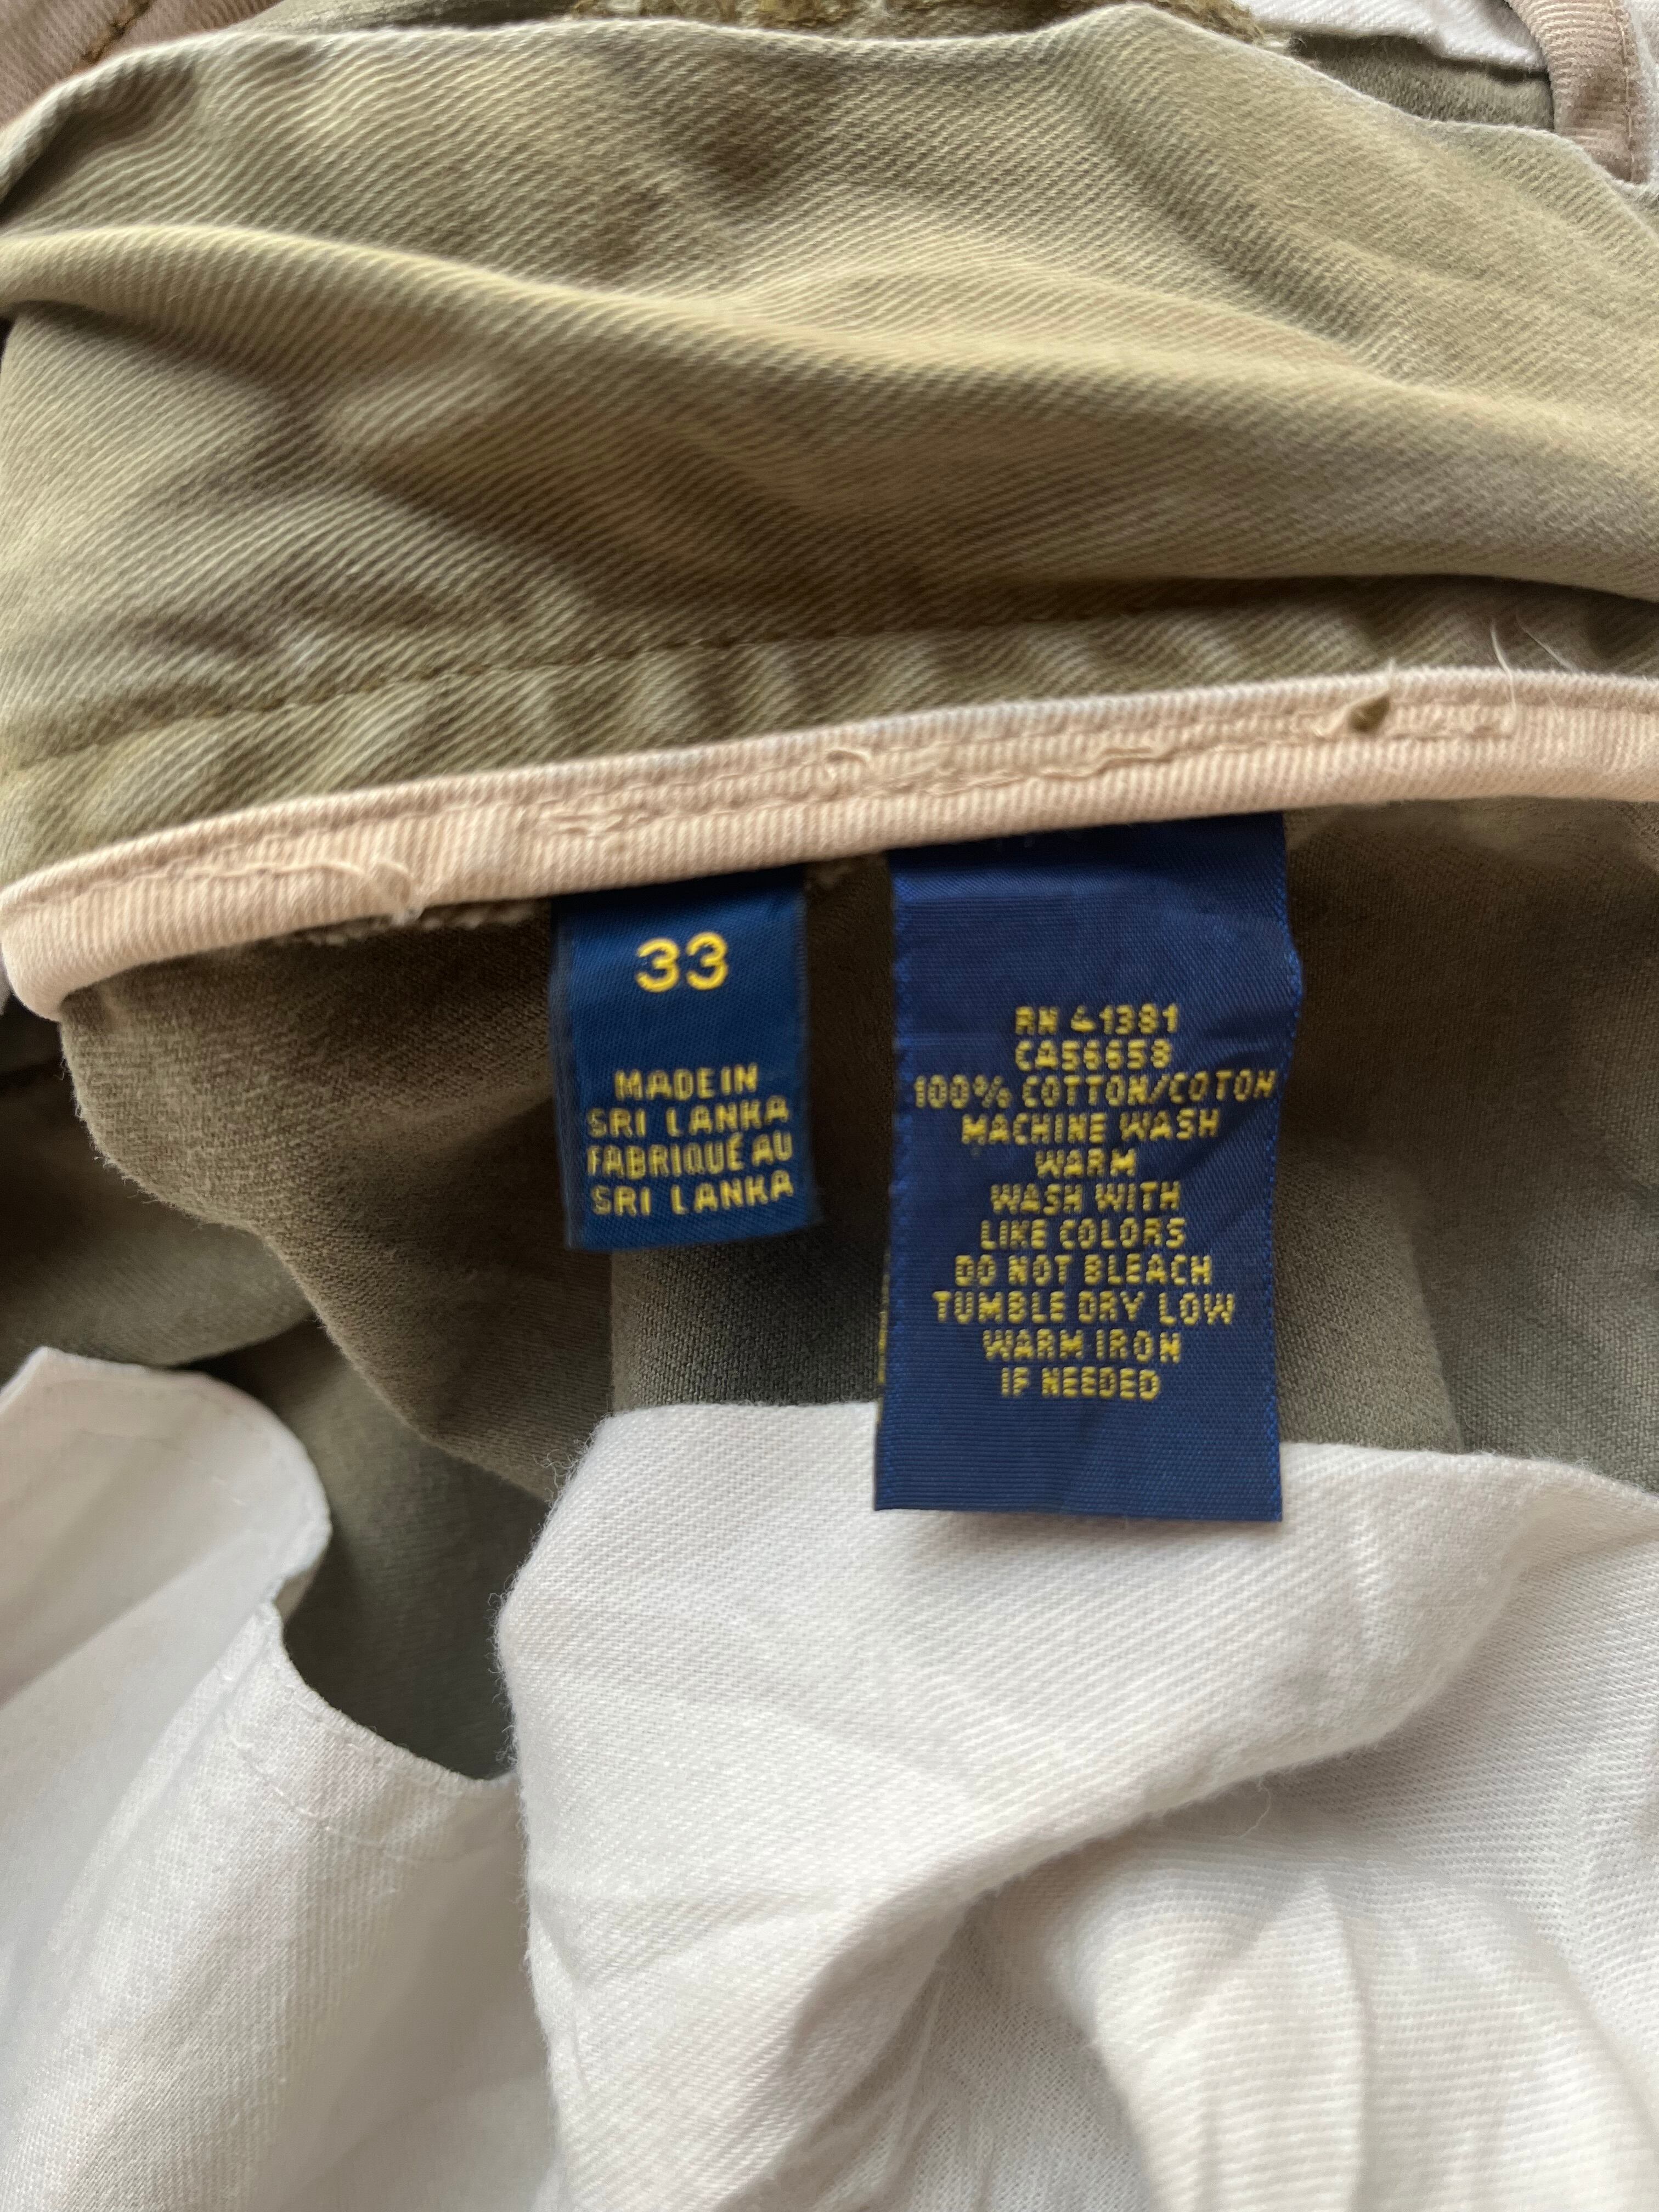 33
MADE IN
SRI LANKA
FABRIQUÉ AU
SRI LANKA
RN 41381
CA56658
100% COTTON/COTON
MACHINE WASH
WARM
WASH WITH
LIKE COLORS
DO NOT BLEACH
TUMBLE DRY LOW
WARM IRON
IF NEEDED